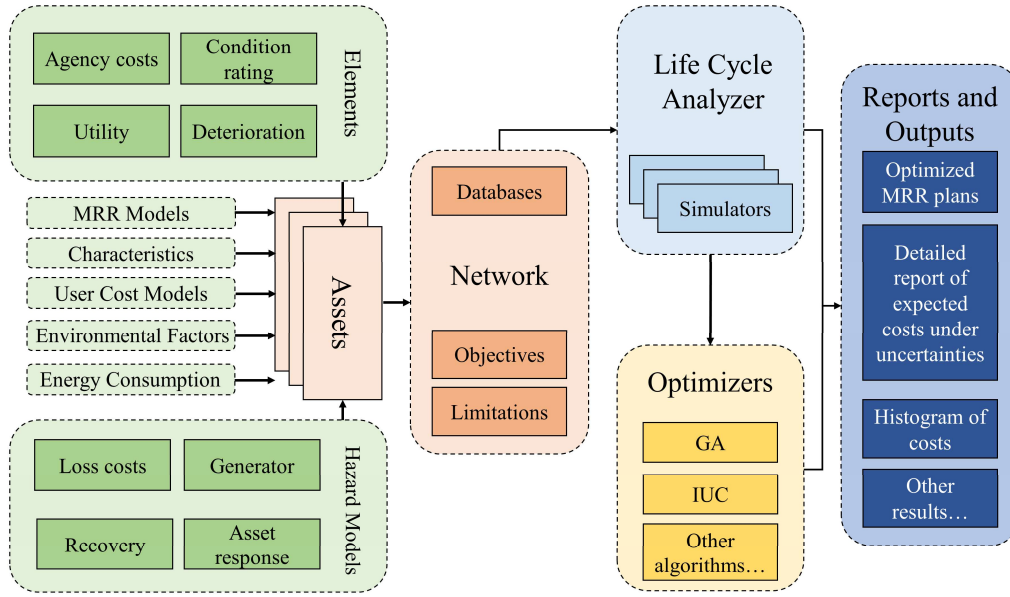 Agency costs
Condition
rating
Utility
Deterioration
Elements
MRR Models
Characteristics
User Cost Models
Environmental Factors
Energy Consumption
Assets
Loss costs
Generator
Recovery
Asset
response
Hazard Models
Databases
Network
Objectives
Limitations
Life Cycle
Analyzer
Simulators
Optimizers
GA
IUC
Other
algorithms…
Reports and
Outputs
Optimized
MRR plans
Detailed
report of
expected
costs under
uncertainties
Histogram of
costs
Other
results…